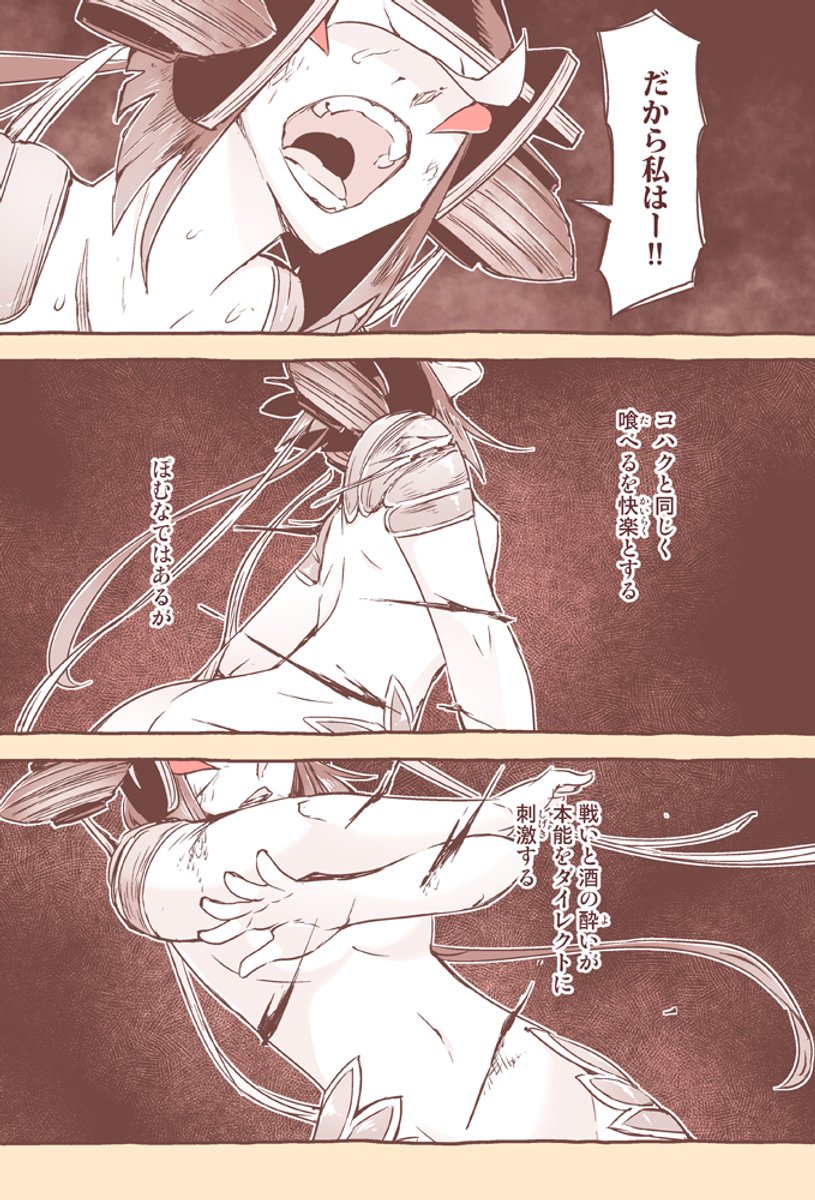 だから私はー!!
コハクと同じく
喰べるを快楽とする
ほむなではあるが
戦いと酒の酔いが
本能をダイレクトに
刺激する